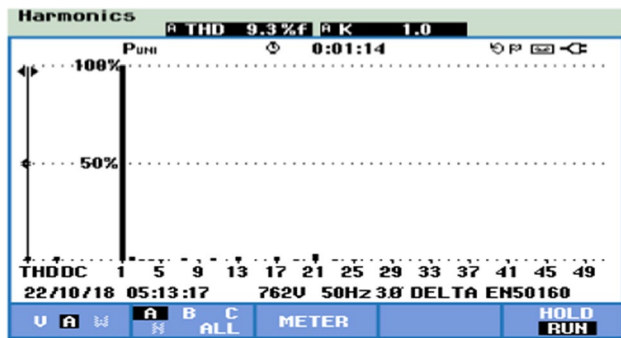 Harmonics
A THD 9.3%f A K 1.0
PUNI 0:01:14
100%
50%
THDDC 1 5 9 13 17 21 25 29 33 37 41 45 49
22/10/18 05:13:17 762V 50Hz 3Ø DELTA EN50160
V A W A B C N ALL METER HOLD RUN